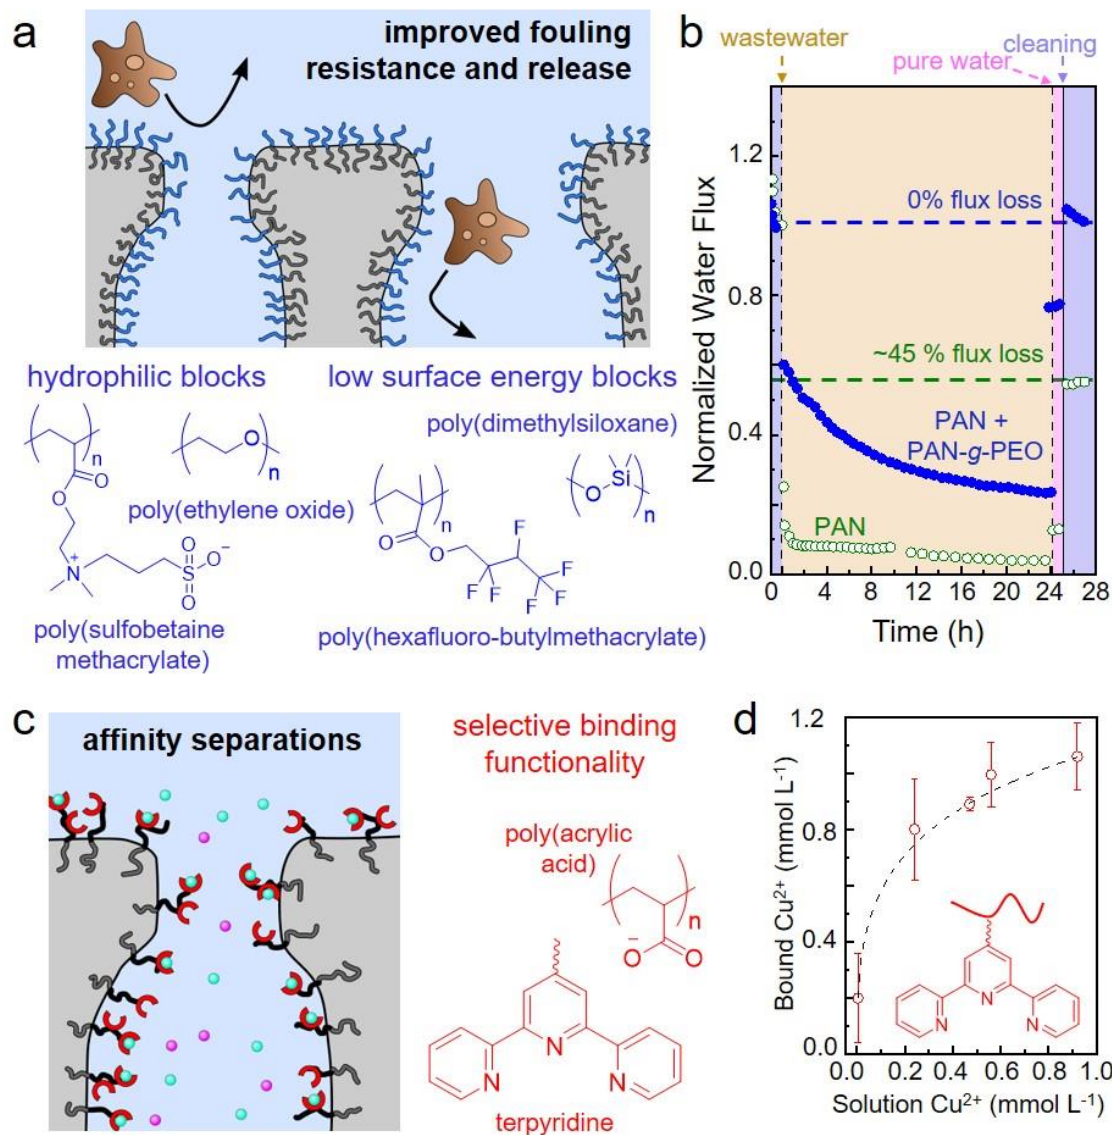 a
improved fouling
resistance and release
hydrophilic blocks
n
O
O
N
+
S
O
O
O
−
poly(sulfobetaine
methacrylate)
O
n
poly(ethylene oxide)
low surface energy blocks
poly(dimethylsiloxane)
O
Si
n
n
O
O
F
F
F
F
F
F
poly(hexafluoro-butylmethacrylate)
b
wastewater
cleaning
pure water
Normalized Water Flux
1.2
0.8
0.4
0.0
0% flux loss
~45 % flux loss
PAN +
PAN-g-PEO
PAN
0 4 8 12 16 20 24 28
Time (h)
c
affinity separations
selective binding
functionality
poly(acrylic
acid)
n
−
O
O
N
N
N
terpyridine
d
Bound Cu²⁺ (mmol L⁻¹)
1.2
0.8
0.4
0.0
N
N
N
0.0 0.2 0.4 0.6 0.8 1.0
Solution Cu²⁺ (mmol L⁻¹)